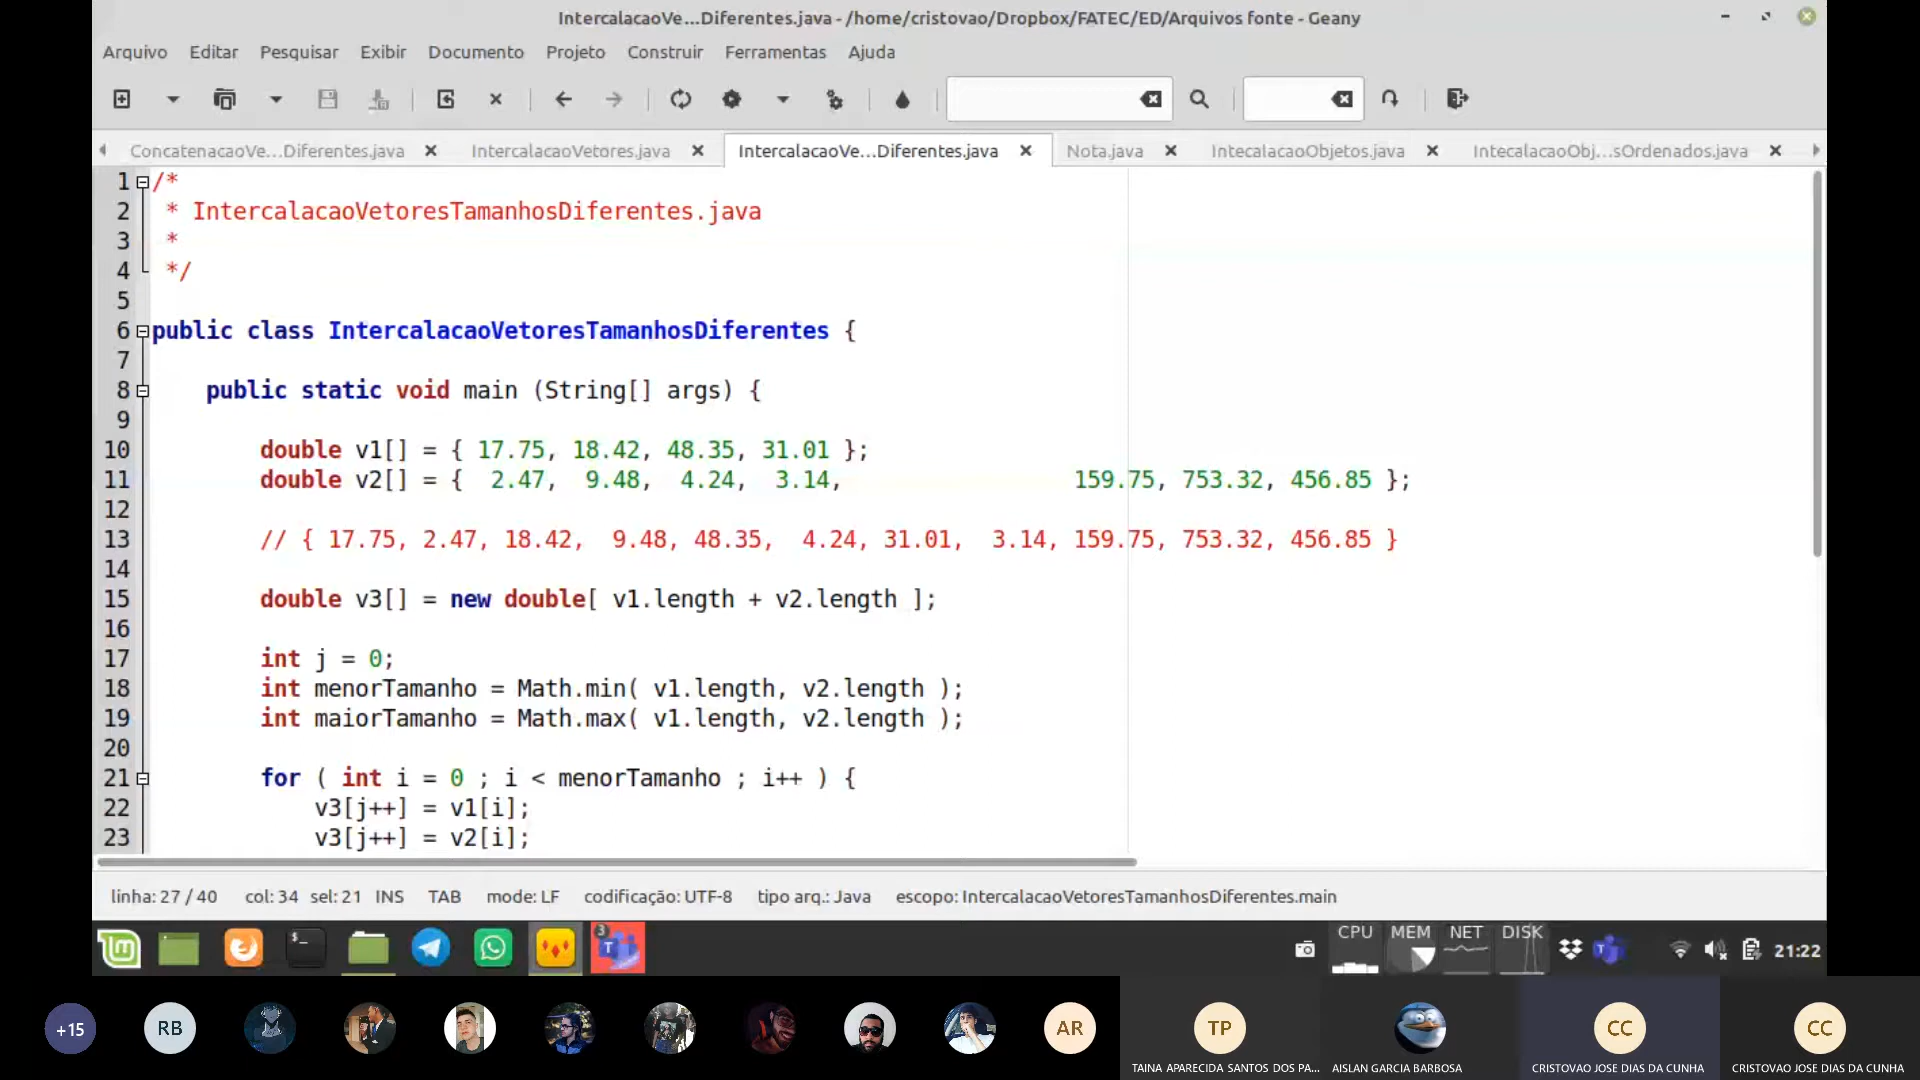 IntercalacaoVe...Diferentes.java - /home/cristovao/Dropbox/FATEC/ED/Arquivos fonte - Geany
Arquivo Editar Pesquisar Exibir Documento Projeto Construir Ferramentas Ajuda
ConcatenacaoVe...Diferentes.java IntercalacaoVetores.java IntercalacaoVe...Diferentes.java Nota.java IntecalacaoObjetos.java IntecalacaoObj...sOrdenados.java
1 /*
2 * IntercalacaoVetoresTamanhosDiferentes.java
3 *
4 */
5
6 public class IntercalacaoVetoresTamanhosDiferentes {
7
8 public static void main (String[] args) {
9
10 double v1[] = { 17.75, 18.42, 48.35, 31.01 };
11 double v2[] = { 2.47, 9.48, 4.24, 3.14, 159.75, 753.32, 456.85 };
12
13 // { 17.75, 2.47, 18.42, 9.48, 48.35, 4.24, 31.01, 3.14, 159.75, 753.32, 456.85 }
14
15 double v3[] = new double[ v1.length + v2.length ];
16
17 int j = 0;
18 int menorTamanho = Math.min( v1.length, v2.length );
19 int maiorTamanho = Math.max( v1.length, v2.length );
20
21 for ( int i = 0 ; i < menorTamanho ; i++ ) {
22 v3[j++] = v1[i];
23 v3[j++] = v2[i];
linha: 27 / 40 col: 34 sel: 21 INS TAB mode: LF codificação: UTF-8 tipo arq.: Java escopo: IntercalacaoVetoresTamanhosDiferentes.main
3
CPU MEM NET DISK 21:22
+15 RB AR TP CC CC
TAINA APARECIDA SANTOS DOS PA... AISLAN GARCIA BARBOSA CRISTOVAO JOSE DIAS DA CUNHA CRISTOVAO JOSE DIAS DA CUNHA